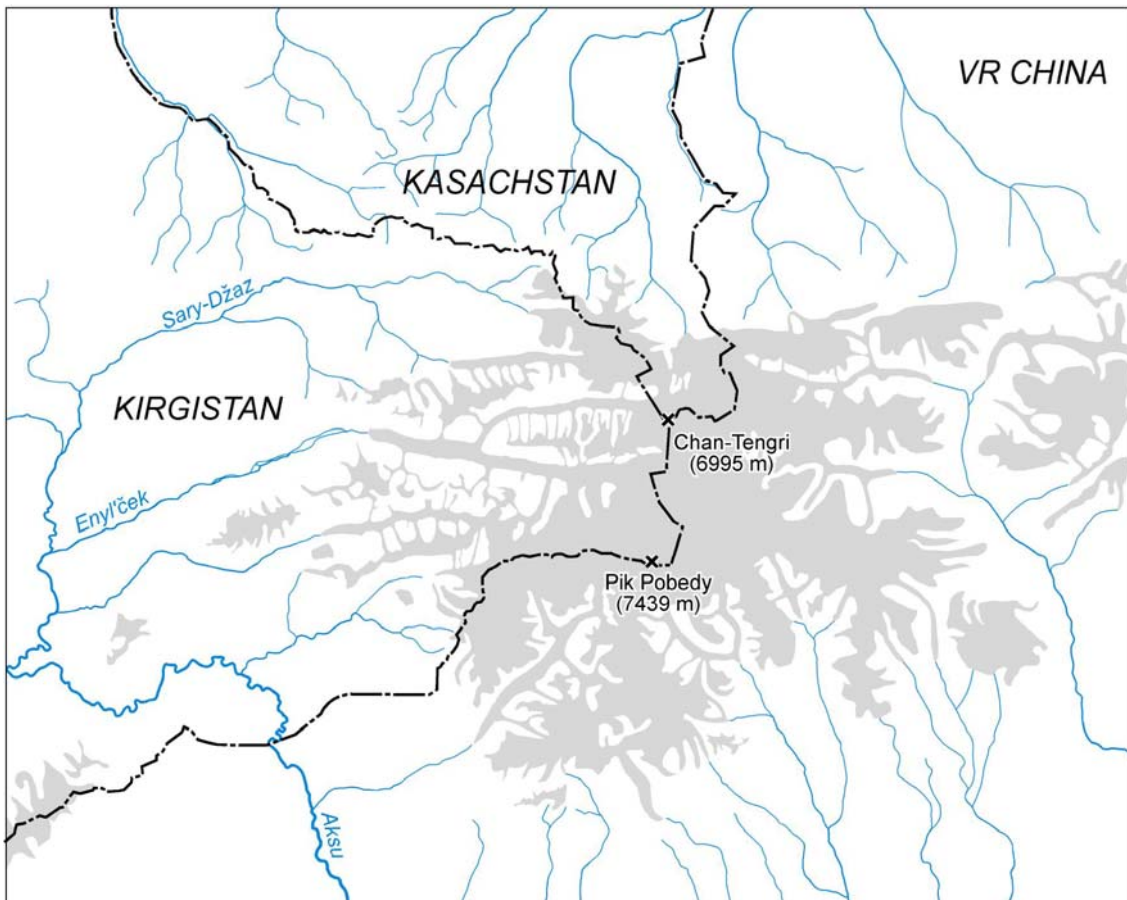 VR CHINA
KASACHSTAN
Sary-Džaz
KIRGISTAN
Chan-Tengri
(6995 m)
Enyl'ček
Pik Pobedy
(7439 m)
Aksu